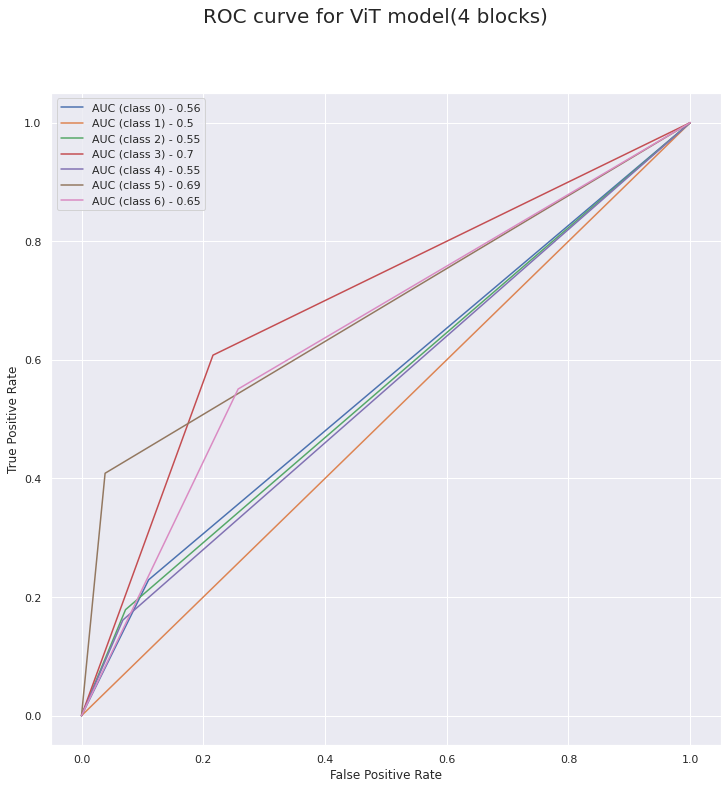 ROC curve for ViT model(4 blocks)
AUC (class 0) - 0.56
AUC (class 1) - 0.5
AUC (class 2) - 0.55
AUC (class 3) - 0.7
AUC (class 4) - 0.55
AUC (class 5) - 0.69
AUC (class 6) - 0.65
1.0
0.8
0.6
0.4
0.2
0.0
True Positive Rate
0.0 0.2 0.4 0.6 0.8 1.0
False Positive Rate